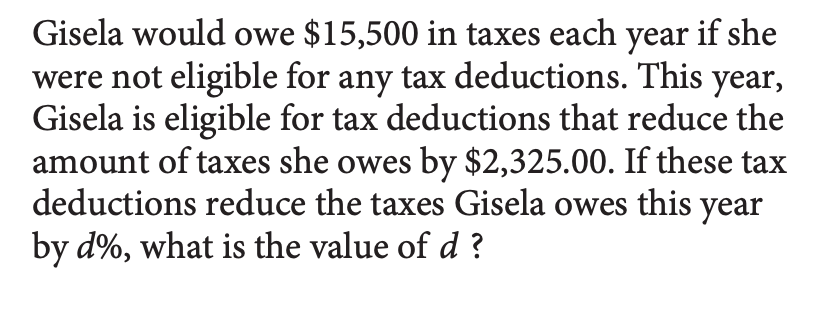 Gisela would owe $15,500 in taxes each year if she
were not eligible for any tax deductions. This year,
Gisela is eligible for tax deductions that reduce the
amount of taxes she owes by $2,325.00. If these tax
deductions reduce the taxes Gisela owes this year
by d%, what is the value of d ?